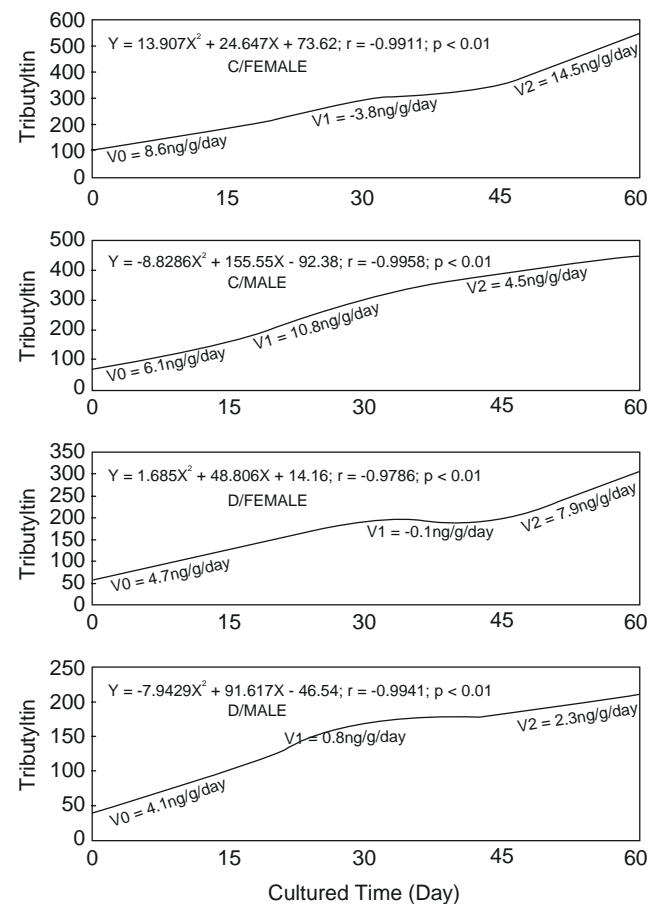 600
500
400
300
200
100
0
Tributyltin
Y = 13.907X² + 24.647X + 73.62; r = -0.9911; p < 0.01
C/FEMALE
V0 = 8.6ng/g/day
V1 = -3.8ng/g/day
V2 = 14.5ng/g/day
0 15 30 45 60
500
400
300
200
100
0
Tributyltin
Y = -8.8286X² + 155.55X - 92.38; r = -0.9958; p < 0.01
C/MALE
V0 = 6.1ng/g/day
V1 = 10.8ng/g/day
V2 = 4.5ng/g/day
0 15 30 45 60
350
300
250
200
150
100
50
0
Tributyltin
Y = 1.685X² + 48.806X + 14.16; r = -0.9786; p < 0.01
D/FEMALE
V0 = 4.7ng/g/day
V1 = -0.1ng/g/day
V2 = 7.9ng/g/day
0 15 30 45 60
250
200
150
100
50
0
Tributyltin
Y = -7.9429X² + 91.617X - 46.54; r = -0.9941; p < 0.01
D/MALE
V0 = 4.1ng/g/day
V1 = 0.8ng/g/day
V2 = 2.3ng/g/day
0 15 30 45 60
Cultured Time (Day)